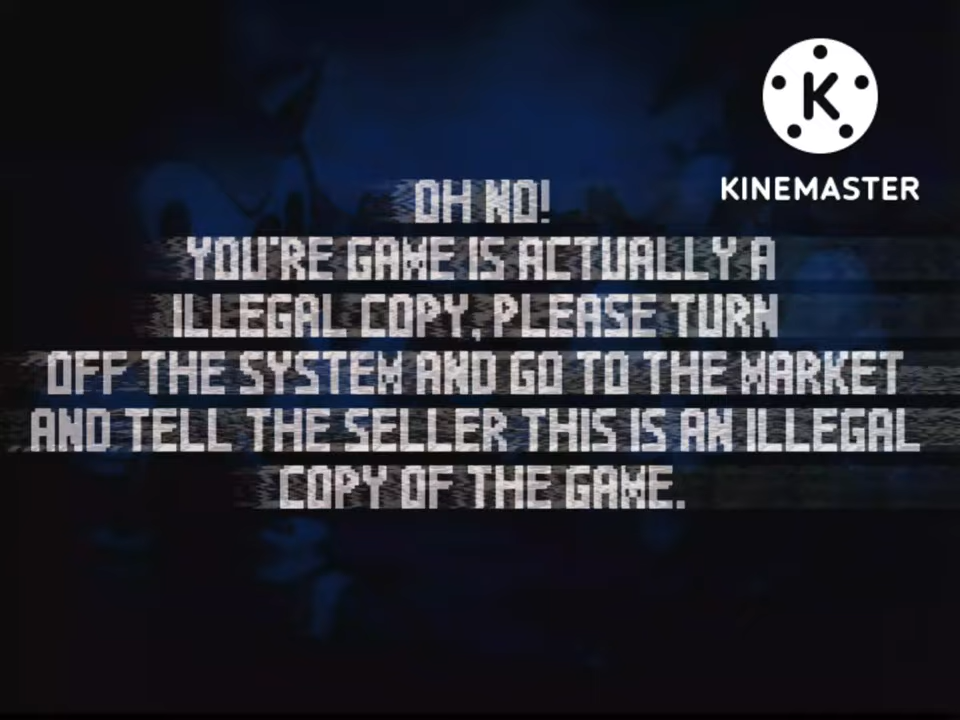 K
KINEMASTER
OH NO!
YOU'RE GAME IS ACTUALLY A
ILLEGAL COPY, PLEASE TURN
OFF THE SYSTEM AND GO TO THE MARKET
AND TELL THE SELLER THIS IS AN ILLEGAL
COPY OF THE GAME.